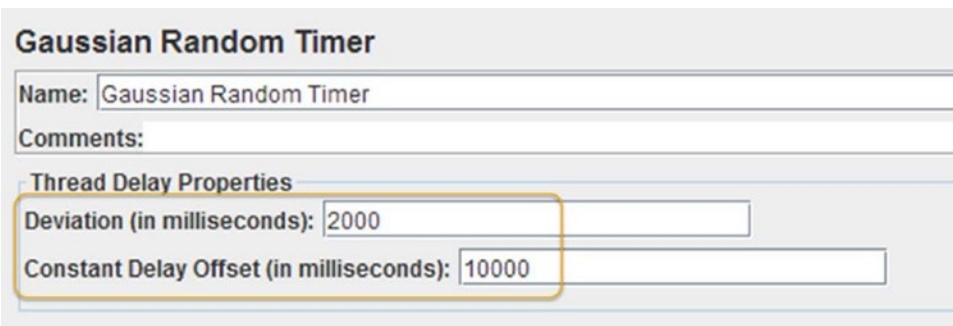 Gaussian Random Timer
Name: Gaussian Random Timer
Comments:
Thread Delay Properties
Deviation (in milliseconds): 2000
Constant Delay Offset (in milliseconds): 10000